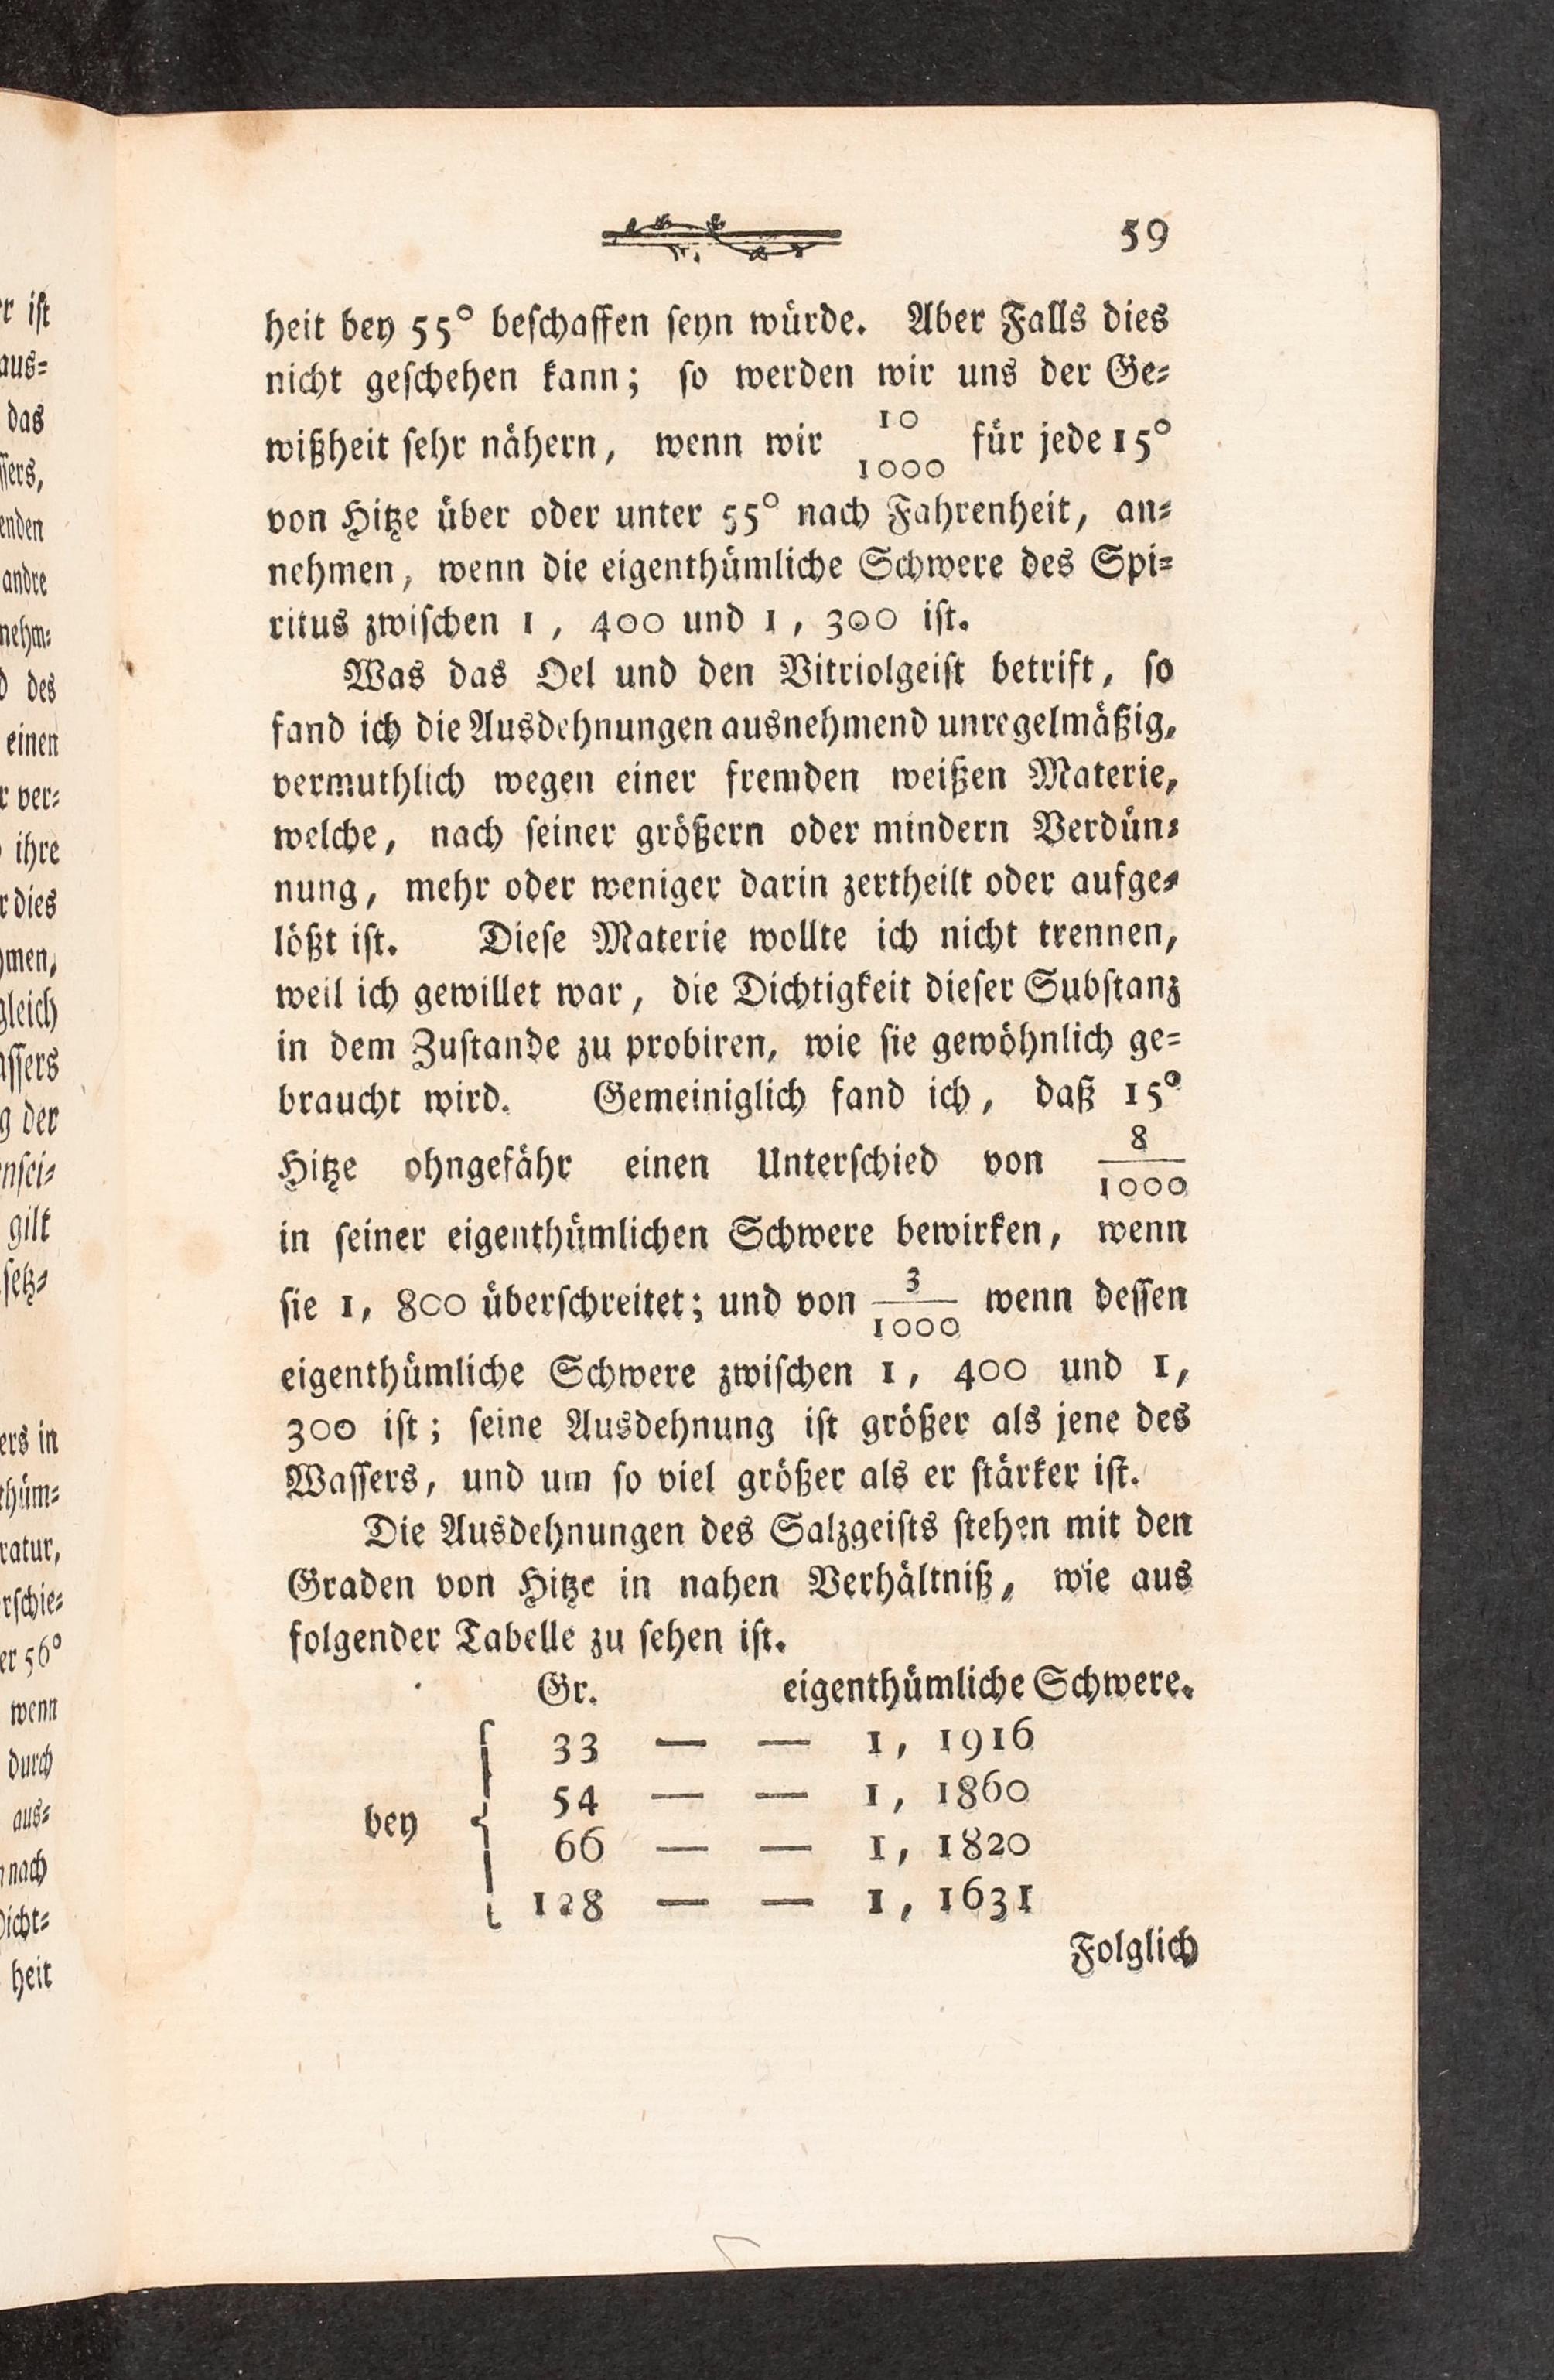 59
heit bey 55° beschaffen seyn würde. Aber Falls dies
nicht geschehen kann; so werden wir uns der Ge-
wißheit sehr nähern, wenn wir 10/1000 für jede 15°
von Hitze über oder unter 55° nach Fahrenheit, an-
nehmen, wenn die eigenthümliche Schwere des Spi-
ritus zwischen 1, 400 und 1, 300 ist.
Was das Oel und den Vitriolgeist betrift, so
fand ich die Ausdehnungen ausnehmend unregelmäßig,
vermuthlich wegen einer fremden weißen Materie,
welche, nach seiner größern oder mindern Verdün-
nung, mehr oder weniger darin zertheilt oder aufge-
lößt ist. Diese Materie wollte ich nicht trennen,
weil ich gewillet war, die Dichtigkeit dieser Substanz
in dem Zustande zu probiren, wie sie gewöhnlich ge-
braucht wird. Gemeiniglich fand ich, daß 15°
Hitze ohngefähr einen Unterschied von 8/1000
in seiner eigenthümlichen Schwere bewirken, wenn
sie 1, 800 überschreitet; und von 3/1000 wenn dessen
eigenthümliche Schwere zwischen 1, 400 und 1,
300 ist; seine Ausdehnung ist größer als jene des
Wassers, und um so viel größer als er stärker ist.
Die Ausdehnungen des Salzgeists stehen mit den
Graden von Hitze in nahen Verhältniß, wie aus
folgender Tabelle zu sehen ist.
Gr. eigenthümliche Schwere.
33 — — 1, 1916
54 — — 1, 1860
bey
66 — — 1, 1820
128 — — 1, 1631
Folglich